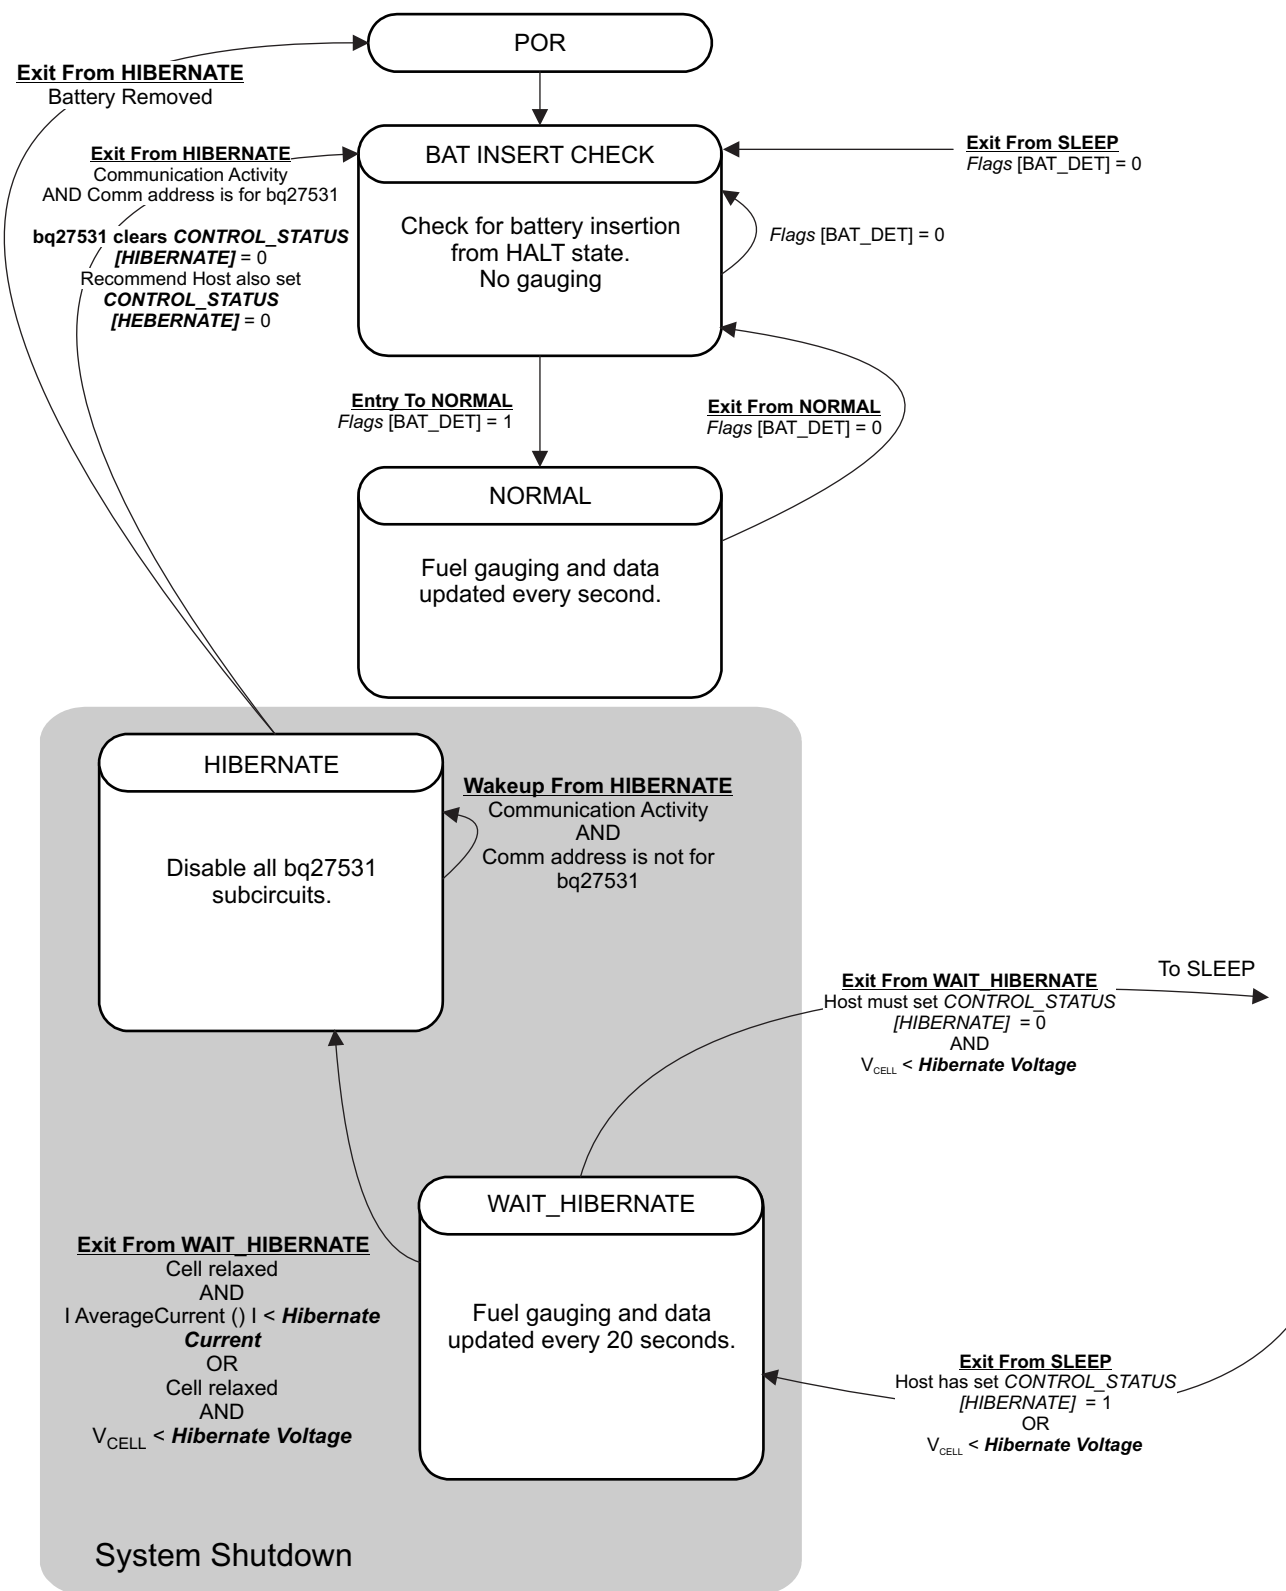 POR
Exit From HIBERNATE
Battery Removed
Exit From HIBERNATE
Communication Activity
AND Comm address is for bq27531
bq27531 clears CONTROL_STATUS
[HIBERNATE] = 0
Recommend Host also set
CONTROL_STATUS
[HEBERNATE] = 0
BAT INSERT CHECK
Check for battery insertion
from HALT state.
No gauging
Exit From SLEEP
Flags [BAT_DET] = 0
Flags [BAT_DET] = 0
Entry To NORMAL
Flags [BAT_DET] = 1
Exit From NORMAL
Flags [BAT_DET] = 0
NORMAL
Fuel gauging and data
updated every second.
HIBERNATE
Disable all bq27531
subcircuits.
Wakeup From HIBERNATE
Communication Activity
AND
Comm address is not for
bq27531
Exit From WAIT_HIBERNATE
Host must set CONTROL_STATUS
[HIBERNATE] = 0
AND
VCELL < Hibernate Voltage
To SLEEP
WAIT_HIBERNATE
Fuel gauging and data
updated every 20 seconds.
Exit From WAIT_HIBERNATE
Cell relaxed
AND
I AverageCurrent () I < Hibernate
Current
OR
Cell relaxed
AND
VCELL < Hibernate Voltage
Exit From SLEEP
Host has set CONTROL_STATUS
[HIBERNATE] = 1
OR
VCELL < Hibernate Voltage
System Shutdown